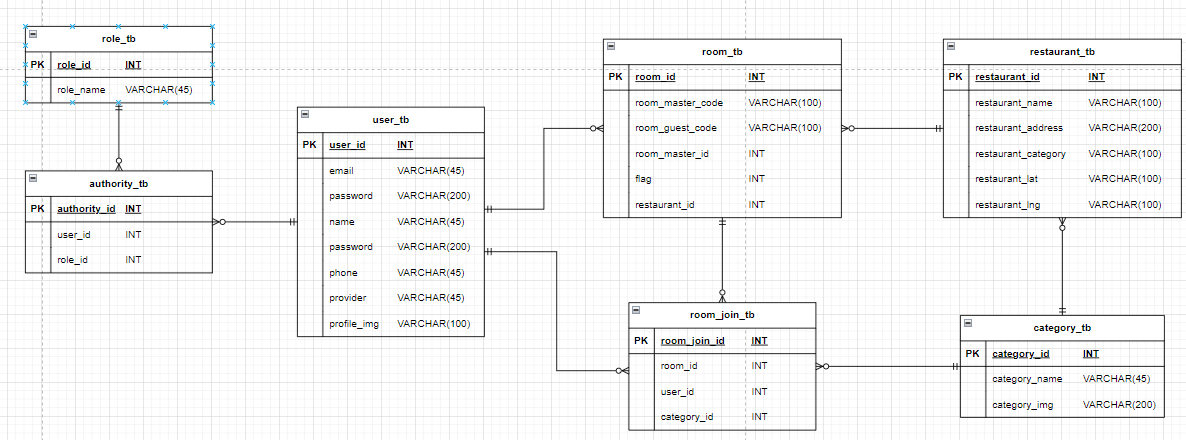 role_tb
PK role_id INT
role_name VARCHAR(45)
authority_tb
PK authority_id INT
user_id INT
role_id INT
user_tb
PK user_id INT
email VARCHAR(45)
password VARCHAR(200)
name VARCHAR(45)
password VARCHAR(200)
phone VARCHAR(45)
provider VARCHAR(45)
profile_img VARCHAR(100)
room_tb
PK room_id INT
room_master_code VARCHAR(100)
room_guest_code VARCHAR(100)
room_master_id INT
flag INT
restaurant_id INT
room_join_tb
PK room_join_id INT
room_id INT
user_id INT
category_id INT
restaurant_tb
PK restaurant_id INT
restaurant_name VARCHAR(100)
restaurant_address VARCHAR(200)
restaurant_category VARCHAR(100)
restaurant_lat VARCHAR(100)
restaurant_lng VARCHAR(100)
category_tb
PK category_id INT
category_name VARCHAR(45)
category_img VARCHAR(200)